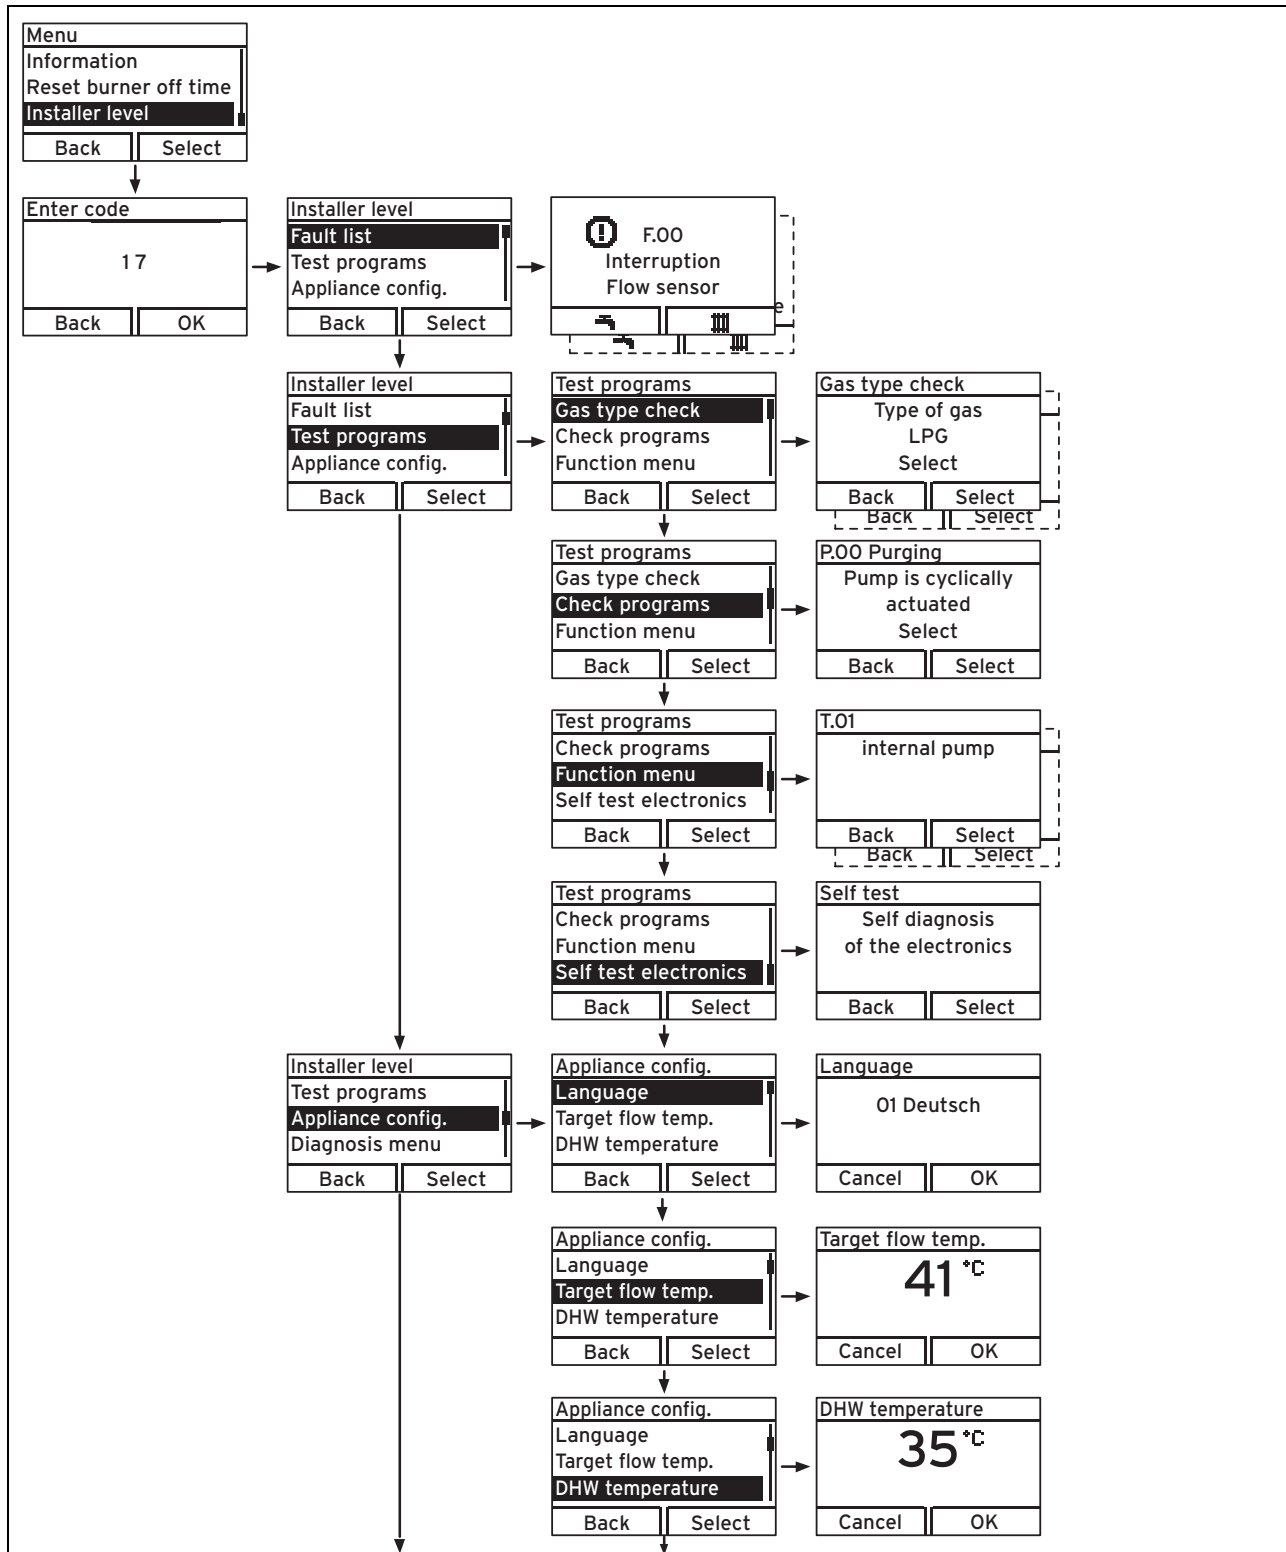 Menu
Information
Reset burner off time
Installer level
Back Select
Enter code
17
Back OK
Installer level
Fault list
Test programs
Appliance config.
Back Select
F.00
Interruption
Flow sensor
Installer level
Fault list
Test programs
Appliance config.
Back Select
Test programs
Gas type check
Check programs
Function menu
Back Select
Gas type check
Type of gas
LPG
Select
Back Select
Back Select
Test programs
Gas type check
Check programs
Function menu
Back Select
P.00 Purging
Pump is cyclically
actuated
Select
Back Select
Test programs
Check programs
Function menu
Self test electronics
Back Select
T.01
internal pump
Back Select
Back Select
Test programs
Check programs
Function menu
Self test electronics
Back Select
Self test
Self diagnosis
of the electronics
Back Select
Installer level
Test programs
Appliance config.
Diagnosis menu
Back Select
Appliance config.
Language
Target flow temp.
DHW temperature
Back Select
Language
01 Deutsch
Cancel OK
Appliance config.
Language
Target flow temp.
DHW temperature
Back Select
Target flow temp.
41 °C
Cancel OK
Appliance config.
Language
Target flow temp.
DHW temperature
Back Select
DHW temperature
35 °C
Cancel OK